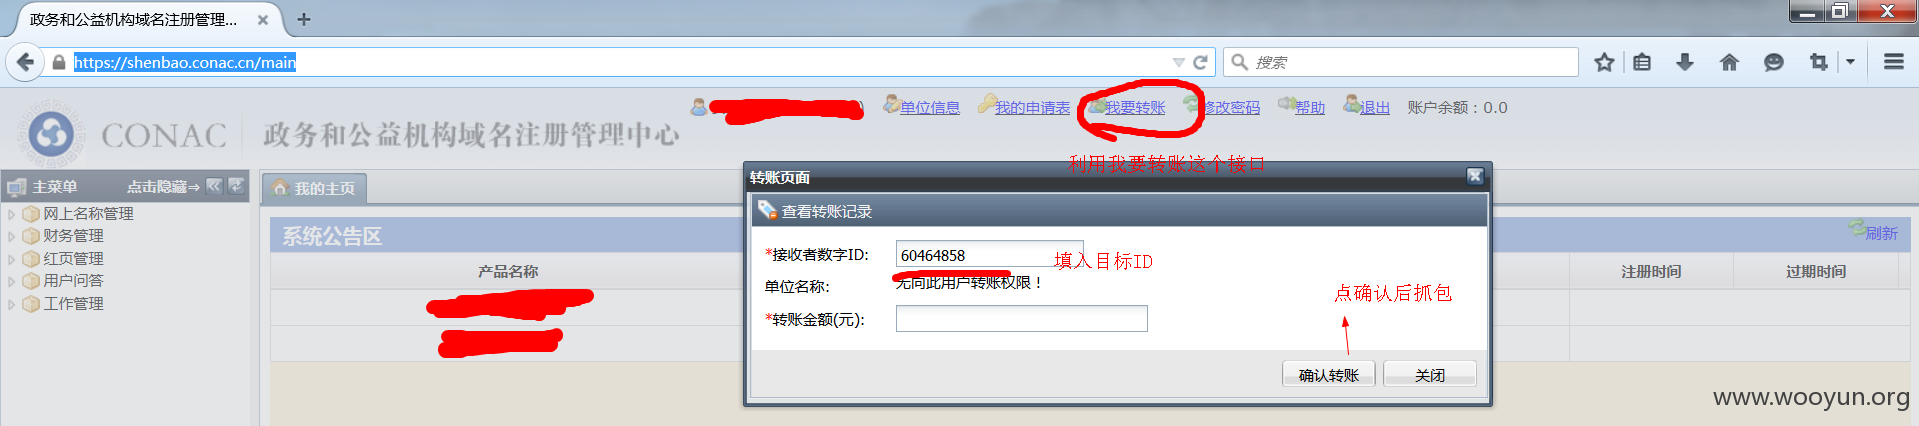 政务和公益机构域名注册管理...
https://shenbao.conac.cn/main
搜索
单位信息 我的申请表 我要转账 修改密码 帮助 退出 账户余额：0.0
CONAC 政务和公益机构域名注册管理中心
利用我要转账这个接口
主菜单 点击隐藏⇒
我的主页
转账页面
网上名称管理
财务管理
红页管理
用户问答
工作管理
系统公告区
刷新
产品名称
注册时间
过期时间
查看转账记录
*接收者数字ID: 60464858
填入目标ID
单位名称: 无向此用户转账权限！
点确认后抓包
*转账金额(元):
确认转账 关闭
www.wooyun.org